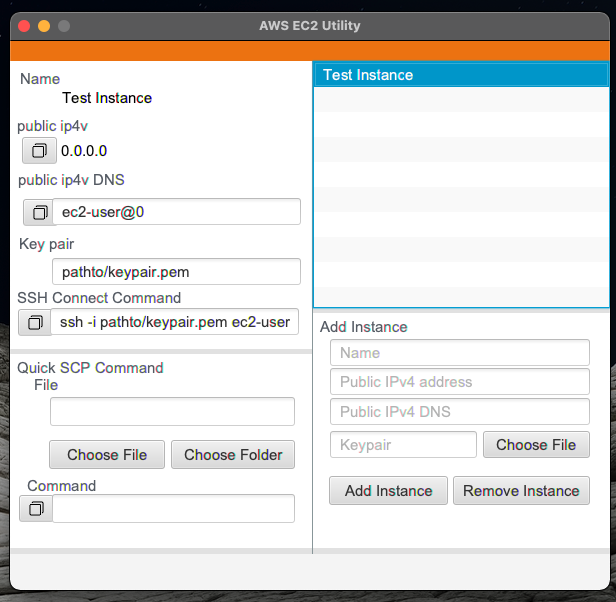 AWS EC2 Utility
Name
Test Instance
public ip4v
0.0.0.0
public ip4v DNS
ec2-user@0
Key pair
pathto/keypair.pem
SSH Connect Command
ssh -i pathto/keypair.pem ec2-user
Quick SCP Command
File
Choose File
Choose Folder
Command
Test Instance
Add Instance
Name
Public IPv4 address
Public IPv4 DNS
Keypair
Choose File
Add Instance
Remove Instance